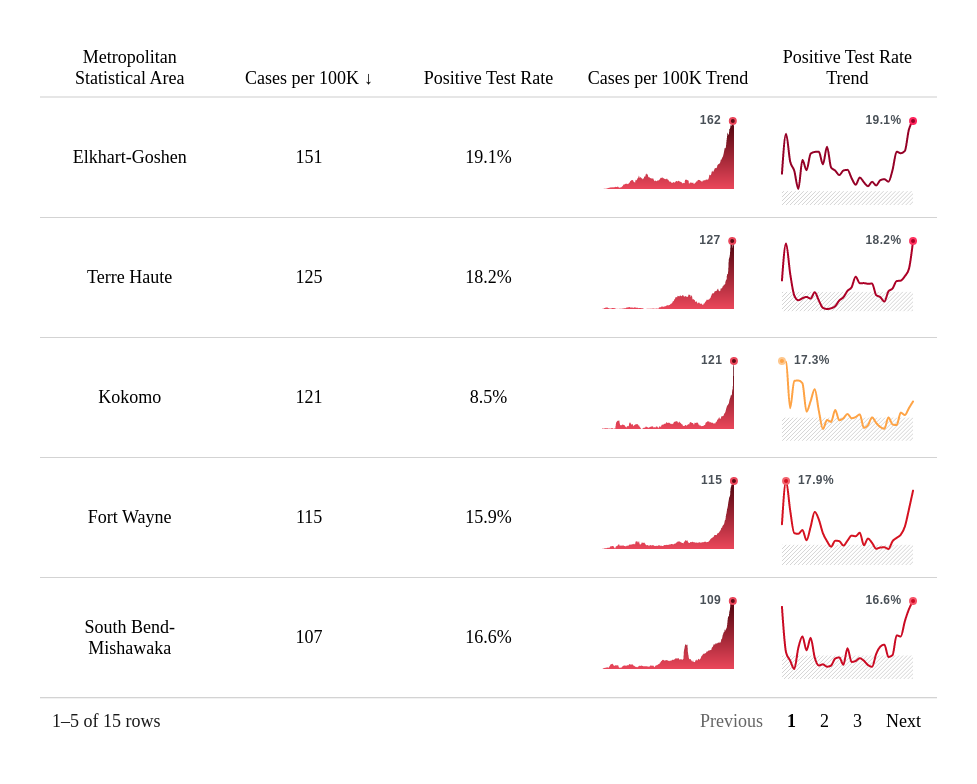 Metropolitan
Statistical Area
Cases per 100K ↓
Positive Test Rate
Cases per 100K Trend
Positive Test Rate
Trend
Elkhart-Goshen
151
19.1%
162
19.1%
Terre Haute
125
18.2%
127
18.2%
Kokomo
121
8.5%
121
17.3%
Fort Wayne
115
15.9%
115
17.9%
South Bend-
Mishawaka
107
16.6%
109
16.6%
1–5 of 15 rows
Previous 1 2 3 Next